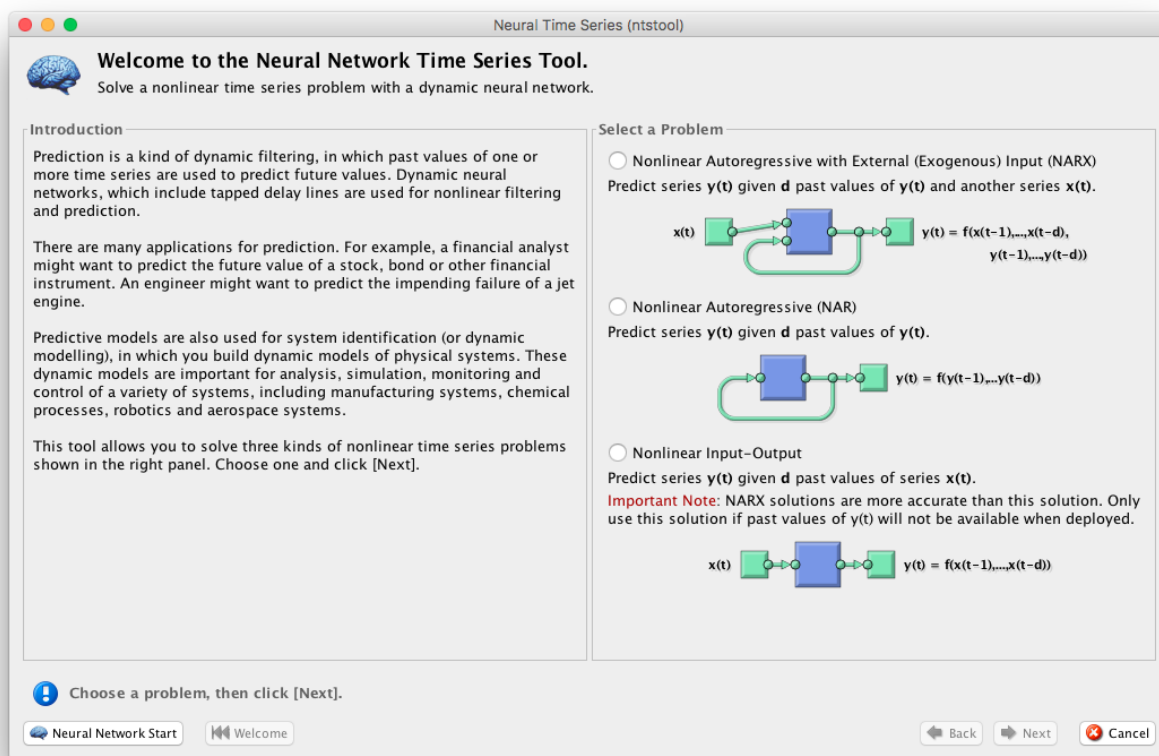 Neural Time Series (ntstool)
Welcome to the Neural Network Time Series Tool.
Solve a nonlinear time series problem with a dynamic neural network.
Introduction
Prediction is a kind of dynamic filtering, in which past values of one or
more time series are used to predict future values. Dynamic neural
networks, which include tapped delay lines are used for nonlinear filtering
and prediction.
There are many applications for prediction. For example, a financial analyst
might want to predict the future value of a stock, bond or other financial
instrument. An engineer might want to predict the impending failure of a jet
engine.
Predictive models are also used for system identification (or dynamic
modelling), in which you build dynamic models of physical systems. These
dynamic models are important for analysis, simulation, monitoring and
control of a variety of systems, including manufacturing systems, chemical
processes, robotics and aerospace systems.
This tool allows you to solve three kinds of nonlinear time series problems
shown in the right panel. Choose one and click [Next].
Select a Problem
Nonlinear Autoregressive with External (Exogenous) Input (NARX)
Predict series y(t) given d past values of y(t) and another series x(t).
x(t) y(t) = f(x(t-1),...,x(t-d),
y(t-1),...,y(t-d))
Nonlinear Autoregressive (NAR)
Predict series y(t) given d past values of y(t).
y(t) = f(y(t-1),...y(t-d))
Nonlinear Input-Output
Predict series y(t) given d past values of series x(t).
Important Note: NARX solutions are more accurate than this solution. Only
use this solution if past values of y(t) will not be available when deployed.
x(t) y(t) = f(x(t-1),...,x(t-d))
Choose a problem, then click [Next].
Neural Network Start Welcome Back Next Cancel